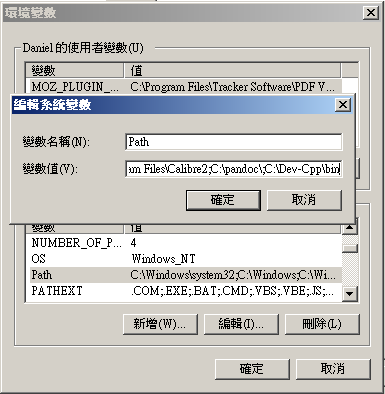 環境變數
Daniel 的使用者變數(U)
變數 值
MOZ_PLUGIN_... C:\Program Files\Tracker Software\PDF V...
編輯系統變數
變數名稱(N): Path
變數值(V): am Files\Calibre2;C:\pandoc\;C:\Dev-Cpp\bin
確定 取消
變數 值
NUMBER_OF_P... 4
OS Windows_NT
Path C:\Windows\system32;C:\Windows;C:\Wi...
PATHEXT .COM;.EXE;.BAT;.CMD;.VBS;.VBE;.JS;...
新增(W)... 編輯(I)... 刪除(L)
確定 取消